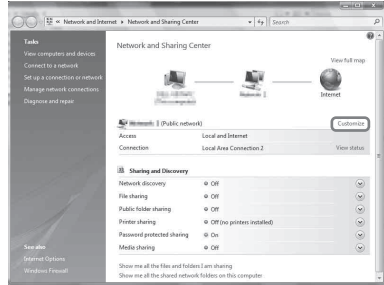 « Network and Internet ▸ Network and Sharing Center
Search
Tasks
View computers and devices
Connect to a network
Set up a connection or network
Manage network connections
Diagnose and repair
See also
Internet Options
Windows Firewall
Network and Sharing Center
View full map
Internet
(Public network)
Customize
Access Local and Internet
Connection Local Area Connection 2 View status
Sharing and Discovery
Network discovery Off
File sharing Off
Public folder sharing Off
Printer sharing Off (no printers installed)
Password protected sharing On
Media sharing Off
Show me all the files and folders I am sharing
Show me all the shared network folders on this computer